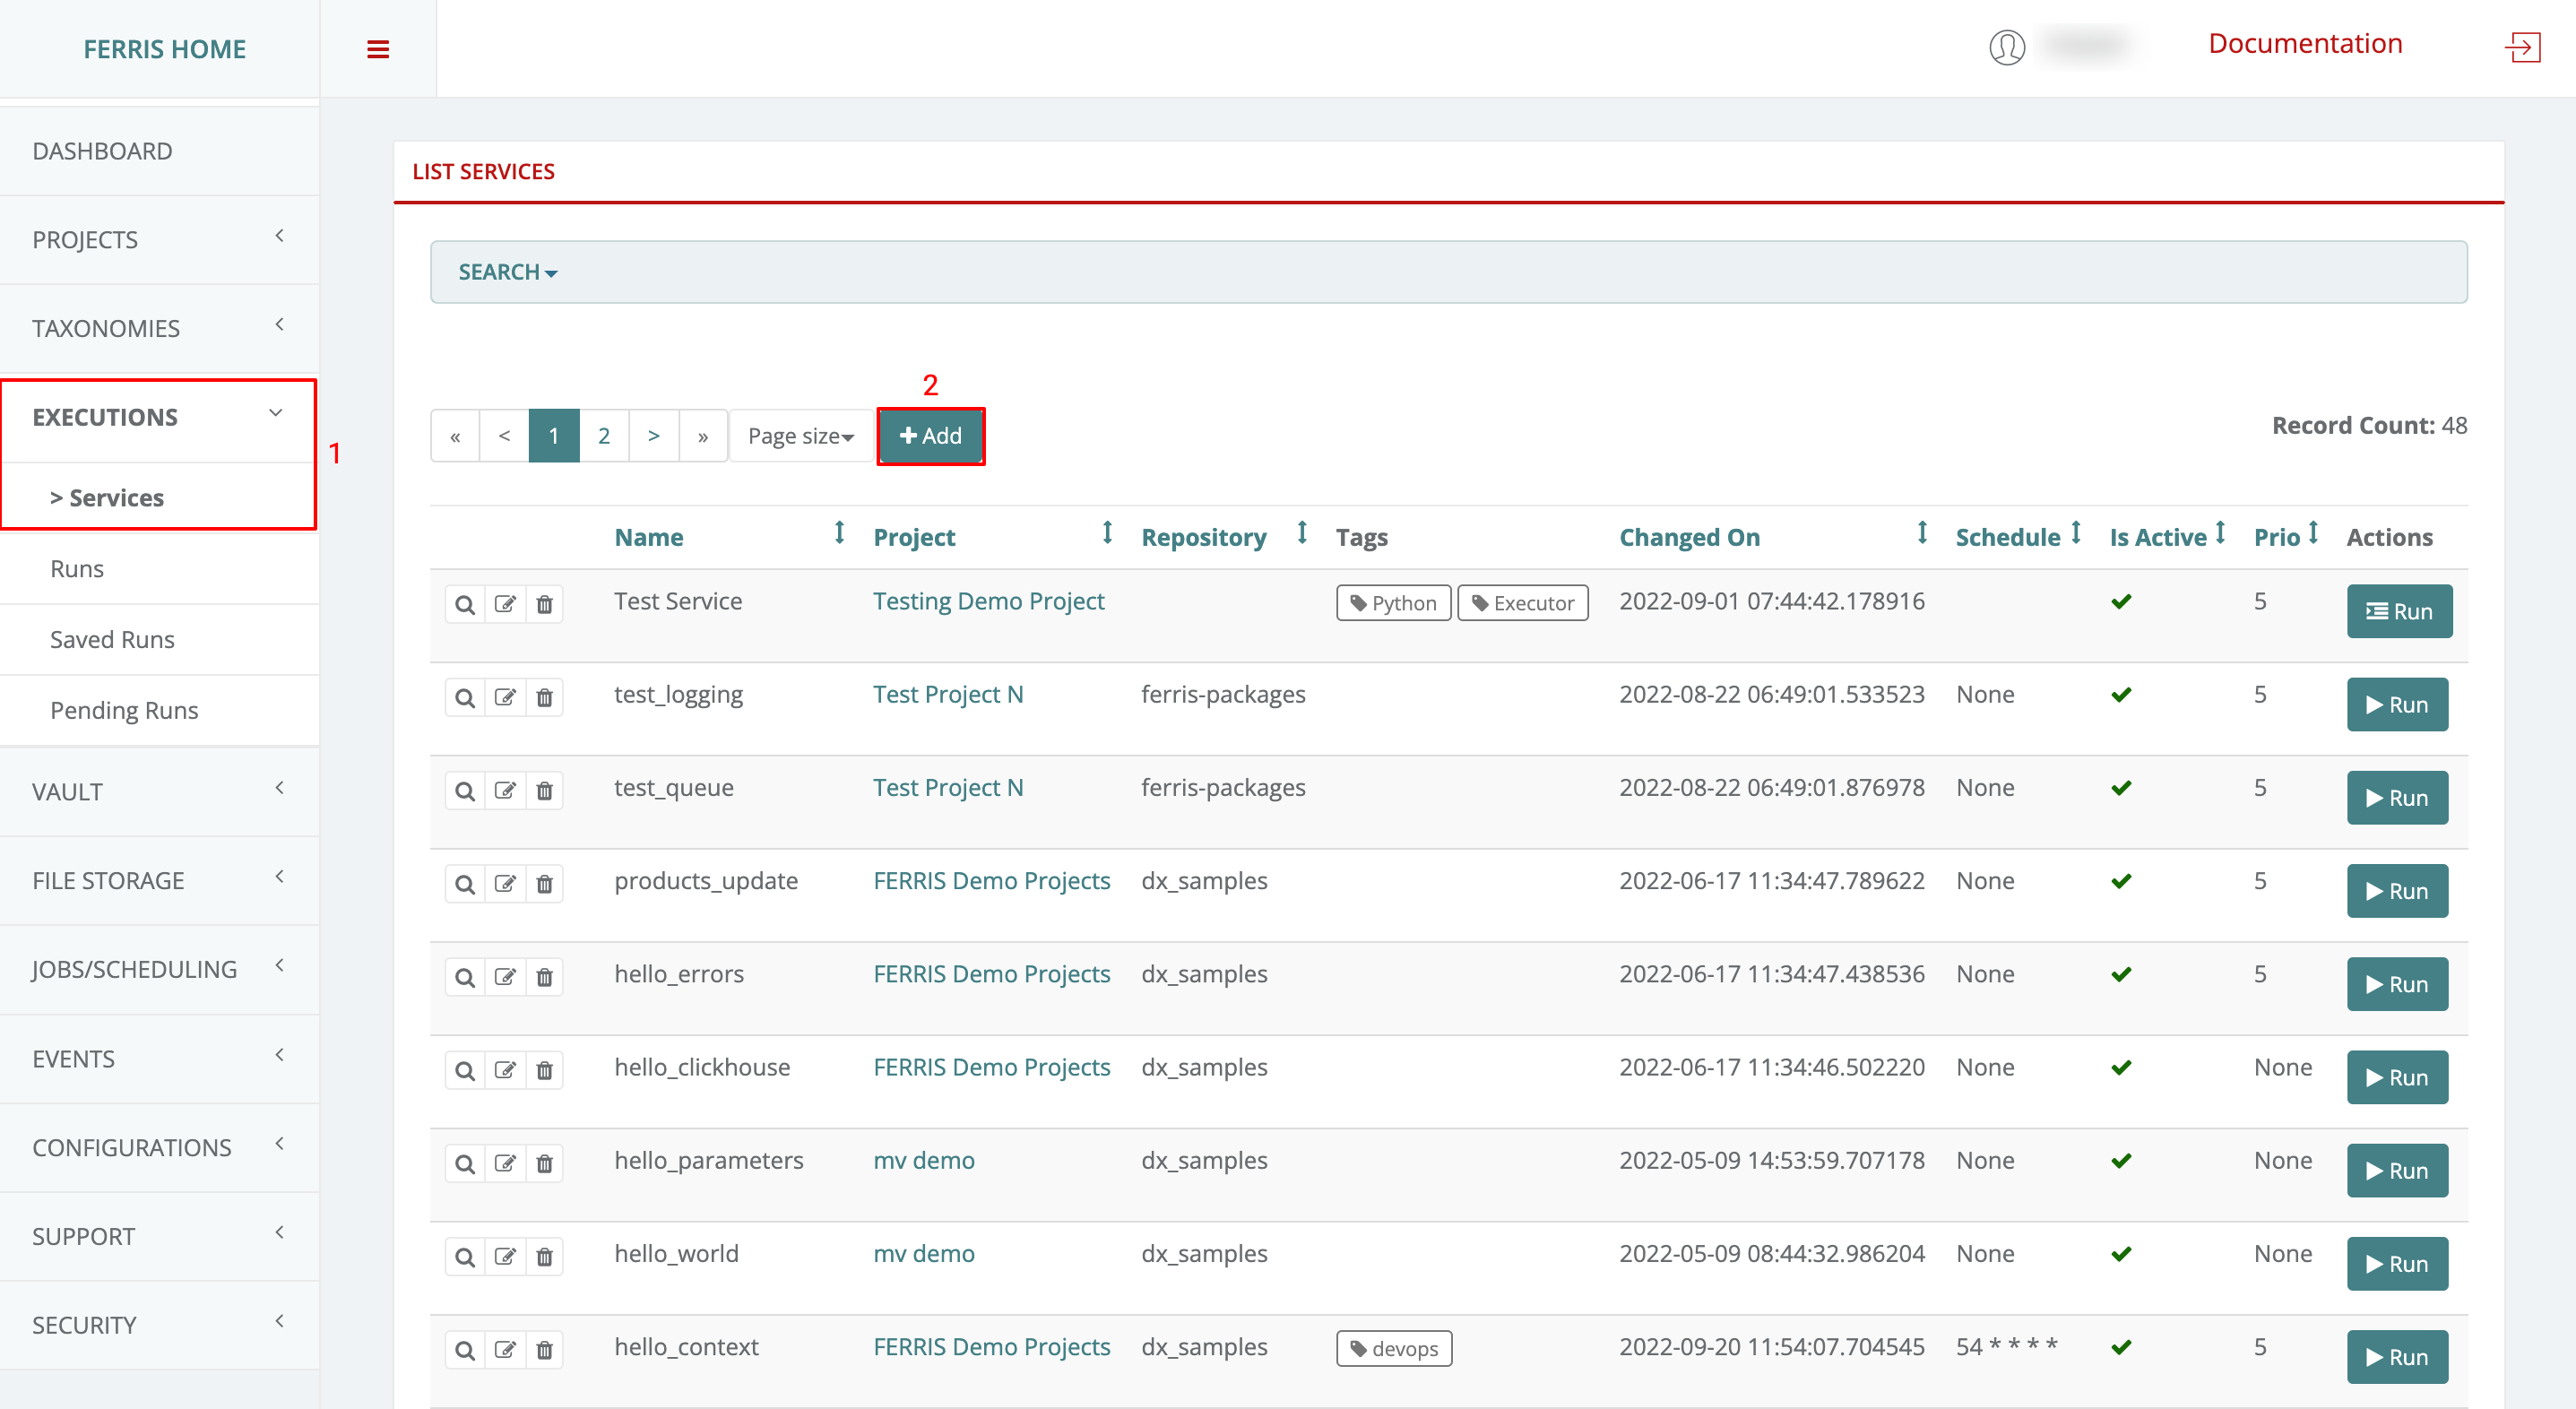 FERRIS HOME
Documentation
DASHBOARD
PROJECTS
TAXONOMIES
EXECUTIONS
> Services
1
Runs
Saved Runs
Pending Runs
VAULT
FILE STORAGE
JOBS/SCHEDULING
EVENTS
CONFIGURATIONS
SUPPORT
SECURITY
LIST SERVICES
SEARCH
2
« < 1 2 > » Page size Add
Record Count: 48
Name Project Repository Tags Changed On Schedule Is Active Prio Actions
Test Service Testing Demo Project Python Executor 2022-09-01 07:44:42.178916 5 Run
test_logging Test Project N ferris-packages 2022-08-22 06:49:01.533523 None 5 Run
test_queue Test Project N ferris-packages 2022-08-22 06:49:01.876978 None 5 Run
products_update FERRIS Demo Projects dx_samples 2022-06-17 11:34:47.789622 None 5 Run
hello_errors FERRIS Demo Projects dx_samples 2022-06-17 11:34:47.438536 None 5 Run
hello_clickhouse FERRIS Demo Projects dx_samples 2022-06-17 11:34:46.502220 None None Run
hello_parameters mv demo dx_samples 2022-05-09 14:53:59.707178 None None Run
hello_world mv demo dx_samples 2022-05-09 08:44:32.986204 None None Run
hello_context FERRIS Demo Projects dx_samples devops 2022-09-20 11:54:07.704545 54 * * * * 5 Run